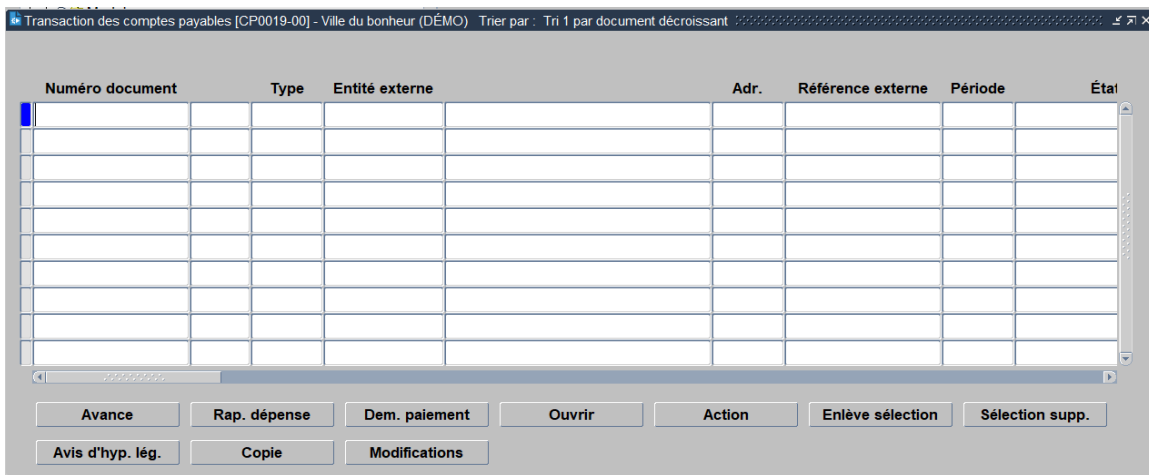 Transaction des comptes payables [CP0019-00] - Ville du bonheur (DÉMO) Trier par : Tri 1 par document décroissant
Numéro document Type Entité externe Adr. Référence externe Période État
Avance Rap. dépense Dem. paiement Ouvrir Action Enlève sélection Sélection supp.
Avis d'hyp. lég. Copie Modifications